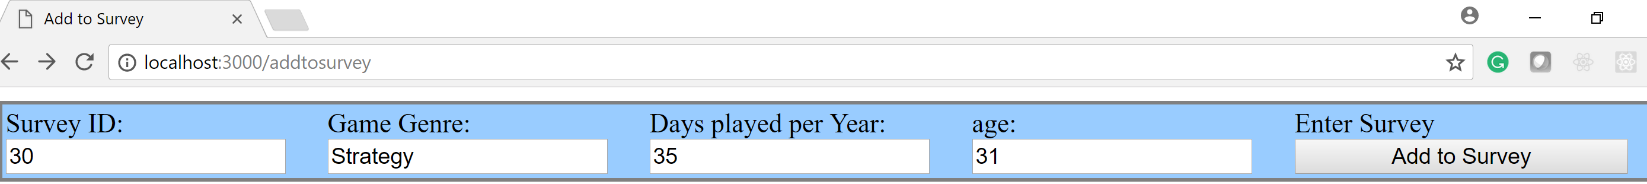 Add to Survey
localhost:3000/addtosurvey
Survey ID: Game Genre: Days played per Year: age: Enter Survey
30 Strategy 35 31 Add to Survey